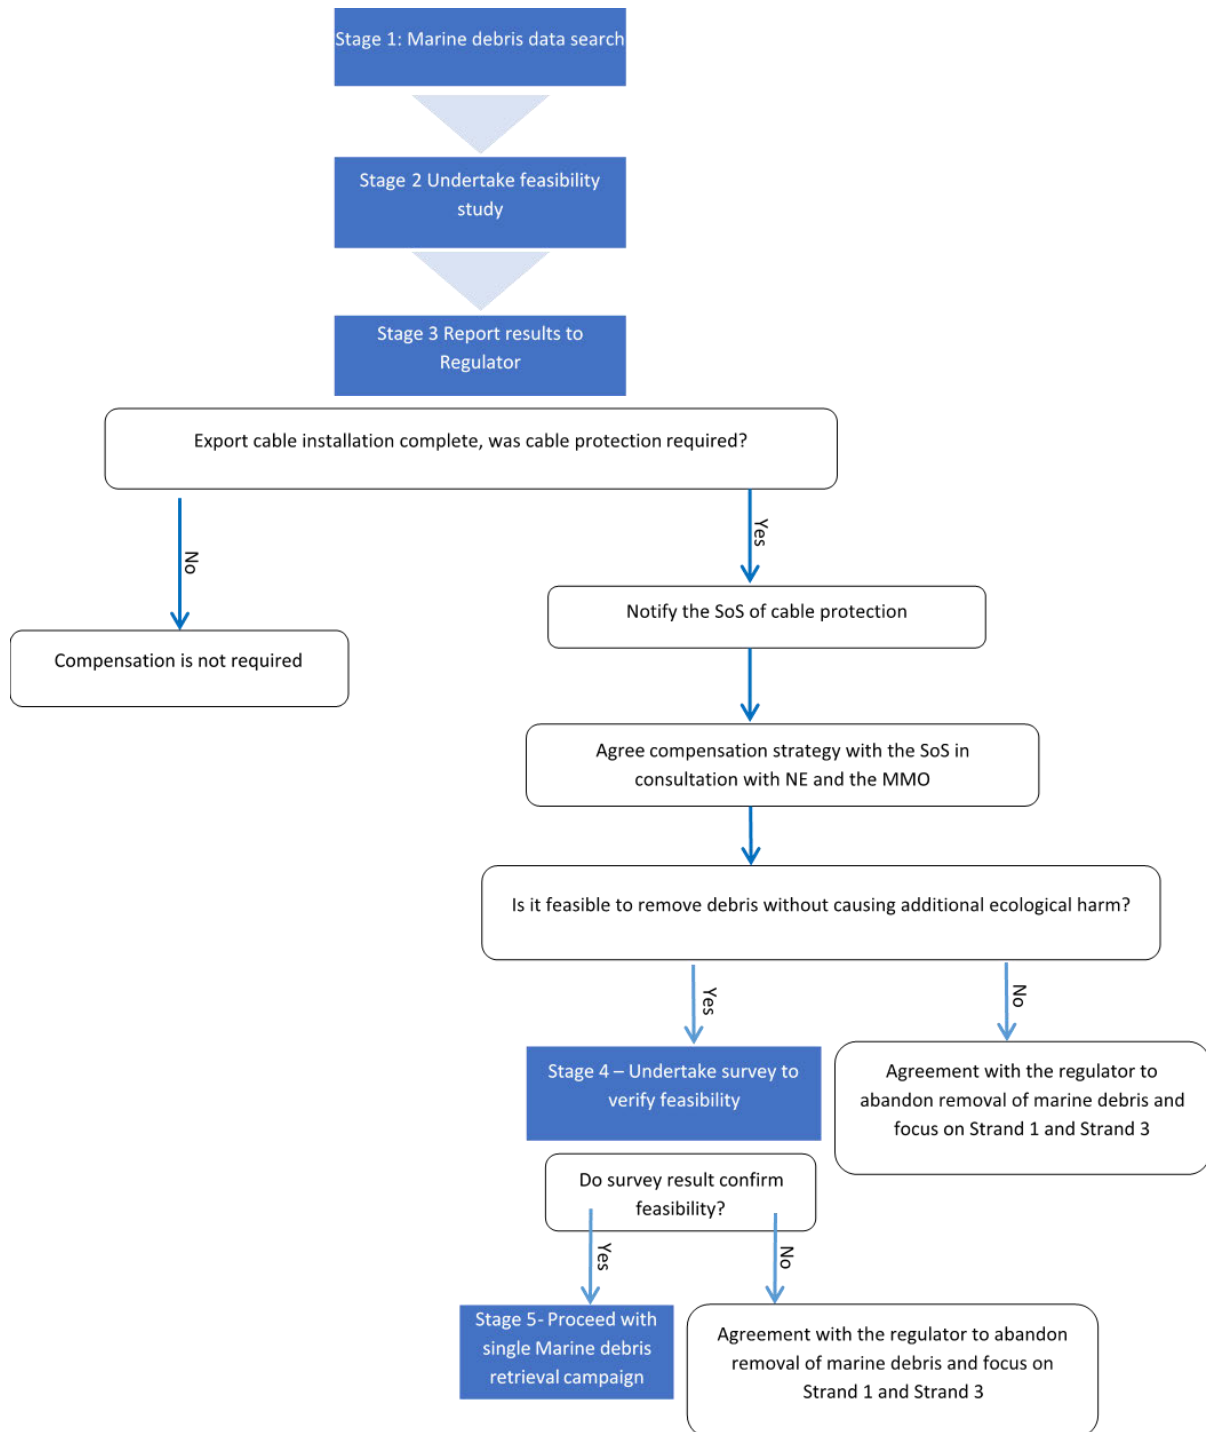 Stage 1: Marine debris data search
Stage 2 Undertake feasibility
study
Stage 3 Report results to
Regulator
Export cable installation complete, was cable protection required?
No
Yes
Compensation is not required
Notify the SoS of cable protection
Agree compensation strategy with the SoS in
consultation with NE and the MMO
Is it feasible to remove debris without causing additional ecological harm?
Yes
No
Stage 4 – Undertake survey to
verify feasibility
Agreement with the regulator to
abandon removal of marine debris and
focus on Strand 1 and Strand 3
Do survey result confirm
feasibility?
Yes
No
Stage 5- Proceed with
single Marine debris
retrieval campaign
Agreement with the regulator to abandon
removal of marine debris and focus on
Strand 1 and Strand 3